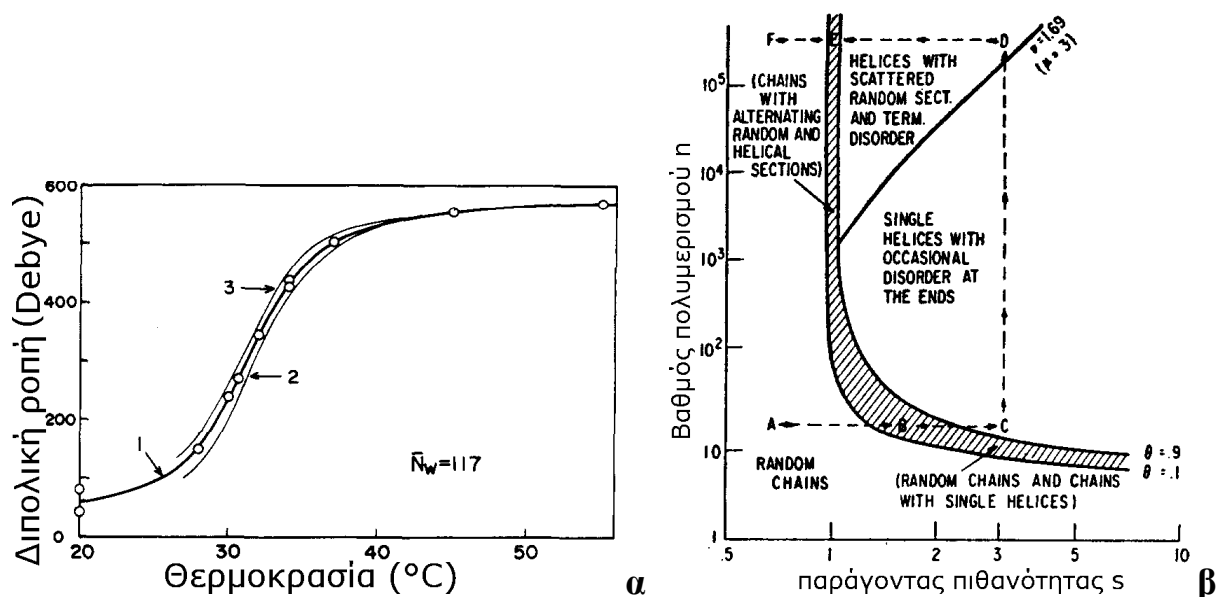 Διπολική ροπή (Debye)
600
400
200
0
20
30
40
50
Θερμοκρασία (°C)
1
2
3
N̄w=117
α
Βαθμός πολυμερισμού η
10⁵
10⁴
10³
10²
10
1
.5
1
2
3
5
10
παράγοντας πιθανότητας s
F
E
D
ν=1.69
(μ=3)
(CHAINS
WITH
ALTERNATING
RANDOM AND
HELICAL
SECTIONS)
HELICES WITH
SCATTERED
RANDOM SECT.
AND TERM.
DISORDER
SINGLE
HELICES WITH
OCCASIONAL
DISORDER AT
THE ENDS
A
B
C
RANDOM
CHAINS
(RANDOM CHAINS AND CHAINS
WITH SINGLE HELICES)
θ=.9
θ=.1
β